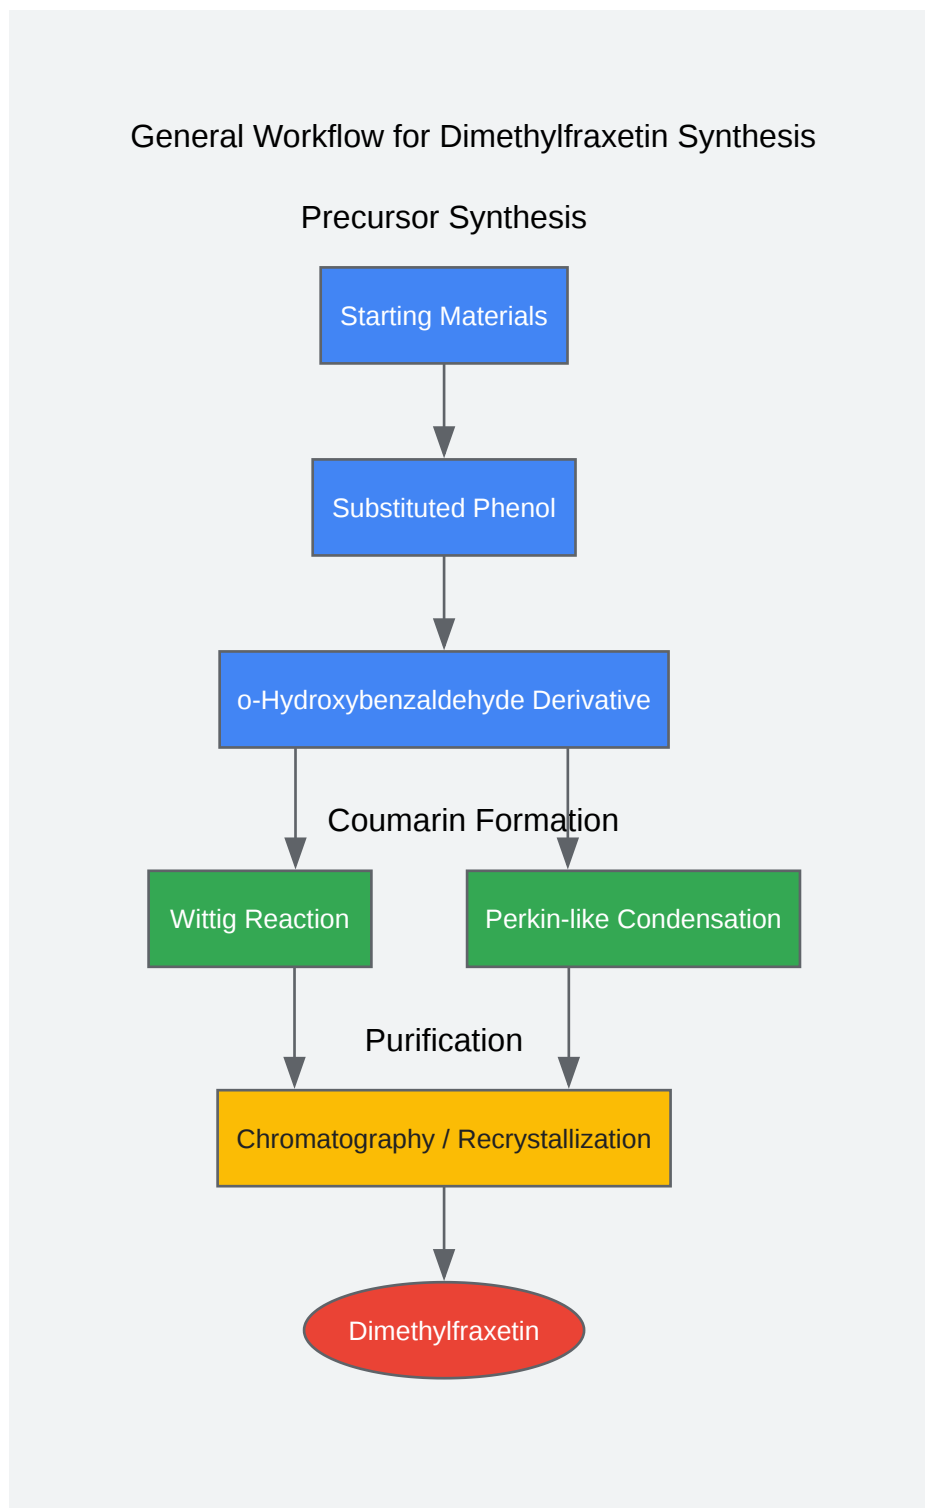 General Workflow for Dimethylfraxetin Synthesis
Precursor Synthesis
Starting Materials
Substituted Phenol
o-Hydroxybenzaldehyde Derivative
Coumarin Formation
Wittig Reaction
Perkin-like Condensation
Purification
Chromatography / Recrystallization
Dimethylfraxetin